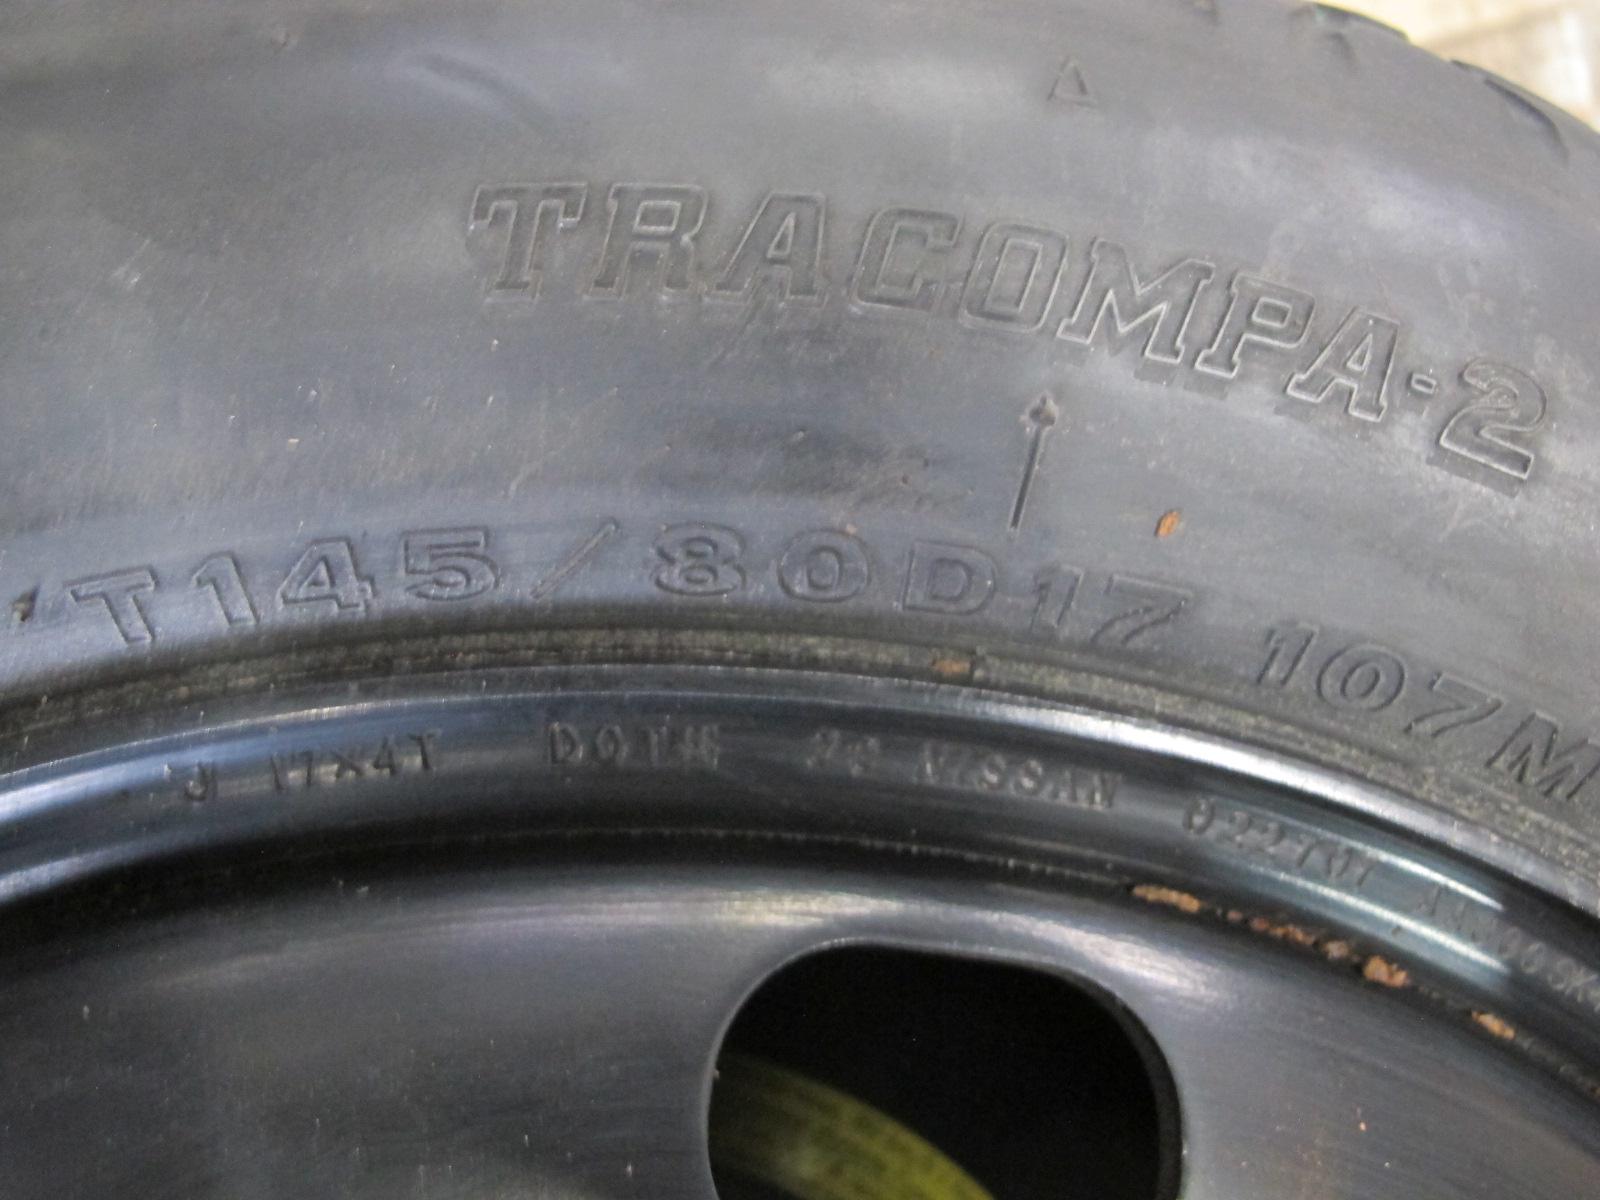 TRACOMPA-2
T145/80D17 107M
J 17X4T DOT NISSAN